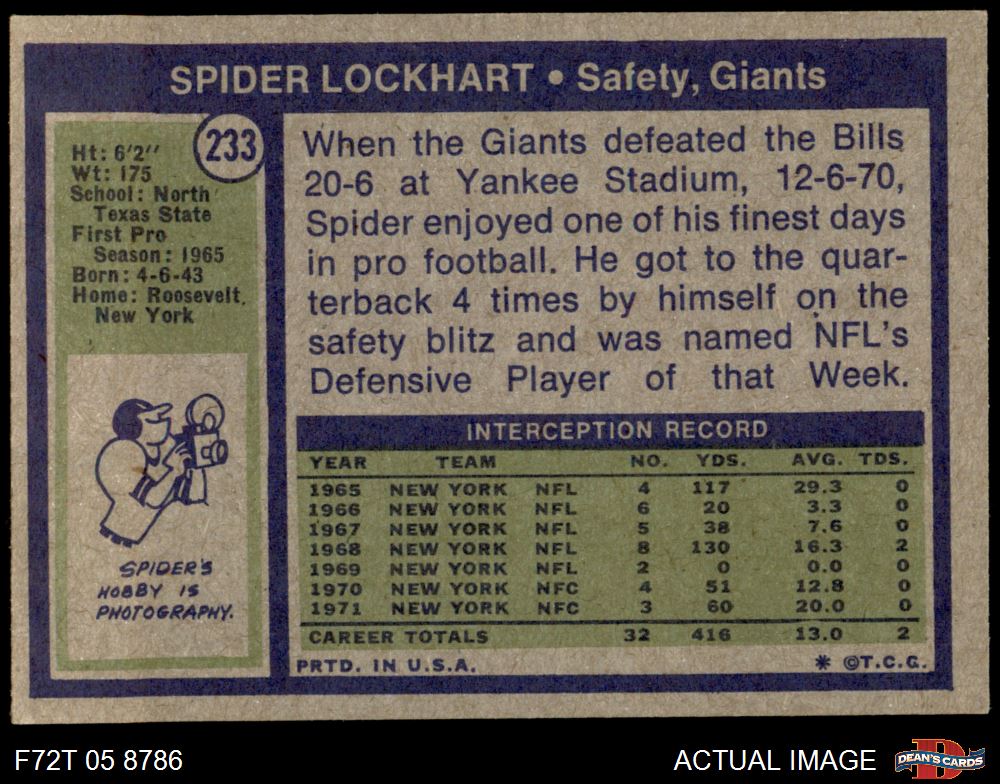 SPIDER LOCKHART • Safety, Giants
233
Ht: 6'2''
Wt: 175
School: North
Texas State
First Pro
Season: 1965
Born: 4-6-43
Home: Roosevelt,
New York
SPIDER'S
HOBBY IS
PHOTOGRAPHY.
When the Giants defeated the Bills
20-6 at Yankee Stadium, 12-6-70,
Spider enjoyed one of his finest days
in pro football. He got to the quar-
terback 4 times by himself on the
safety blitz and was named NFL's
Defensive Player of that Week.
INTERCEPTION RECORD
YEAR TEAM NO. YDS. AVG. TDS.
1965 NEW YORK NFL 4 117 29.3 0
1966 NEW YORK NFL 6 20 3.3 0
1967 NEW YORK NFL 5 38 7.6 0
1968 NEW YORK NFL 8 130 16.3 2
1969 NEW YORK NFL 2 0 0.0 0
1970 NEW YORK NFC 4 51 12.8 0
1971 NEW YORK NFC 3 60 20.0 0
CAREER TOTALS 32 416 13.0 2
PRTD. IN U.S.A. * ©T.C.G.
F72T 05 8786 ACTUAL IMAGE DEAN'S CARDS